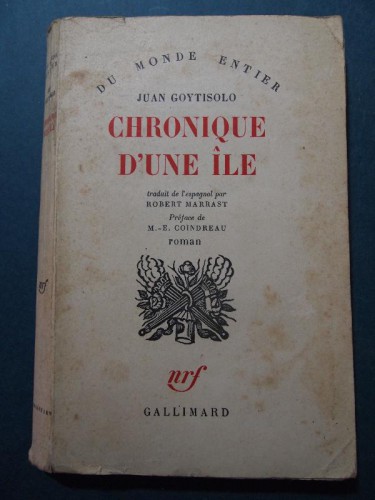 DU MONDE ENTIER
JUAN GOYTISOLO
CHRONIQUE
D'UNE ÎLE
traduit de l'espagnol par
ROBERT MARRAST
Préface de
M.-E. COINDREAU
roman
nrf
GALLIMARD
nrf